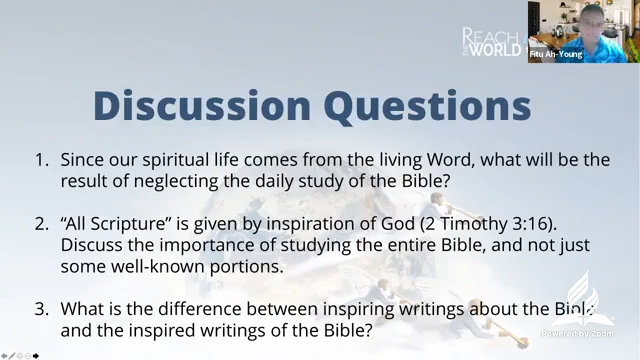 REACH
THE WORLD
Fitu Ah-Young
Discussion Questions
1. Since our spiritual life comes from the living Word, what will be the
result of neglecting the daily study of the Bible?
2. “All Scripture” is given by inspiration of God (2 Timothy 3:16).
Discuss the importance of studying the entire Bible, and not just
some well-known portions.
3. What is the difference between inspiring writings about the Bible
and the inspired writings of the Bible?
Powered by Zoom